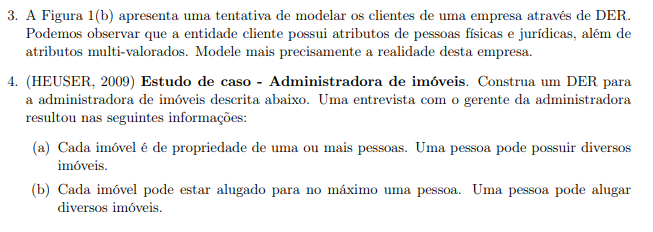 3. A Figura 1(b) apresenta uma tentativa de modelar os clientes de uma empresa através de DER.
Podemos observar que a entidade cliente possui atributos de pessoas físicas e jurídicas, além de
atributos multi-valorados. Modele mais precisamente a realidade desta empresa.
4. (HEUSER, 2009) Estudo de caso - Administradora de imóveis. Construa um DER para
a administradora de imóveis descrita abaixo. Uma entrevista com o gerente da administradora
resultou nas seguintes informações:
(a) Cada imóvel é de propriedade de uma ou mais pessoas. Uma pessoa pode possuir diversos
imóveis.
(b) Cada imóvel pode estar alugado para no máximo uma pessoa. Uma pessoa pode alugar
diversos imóveis.